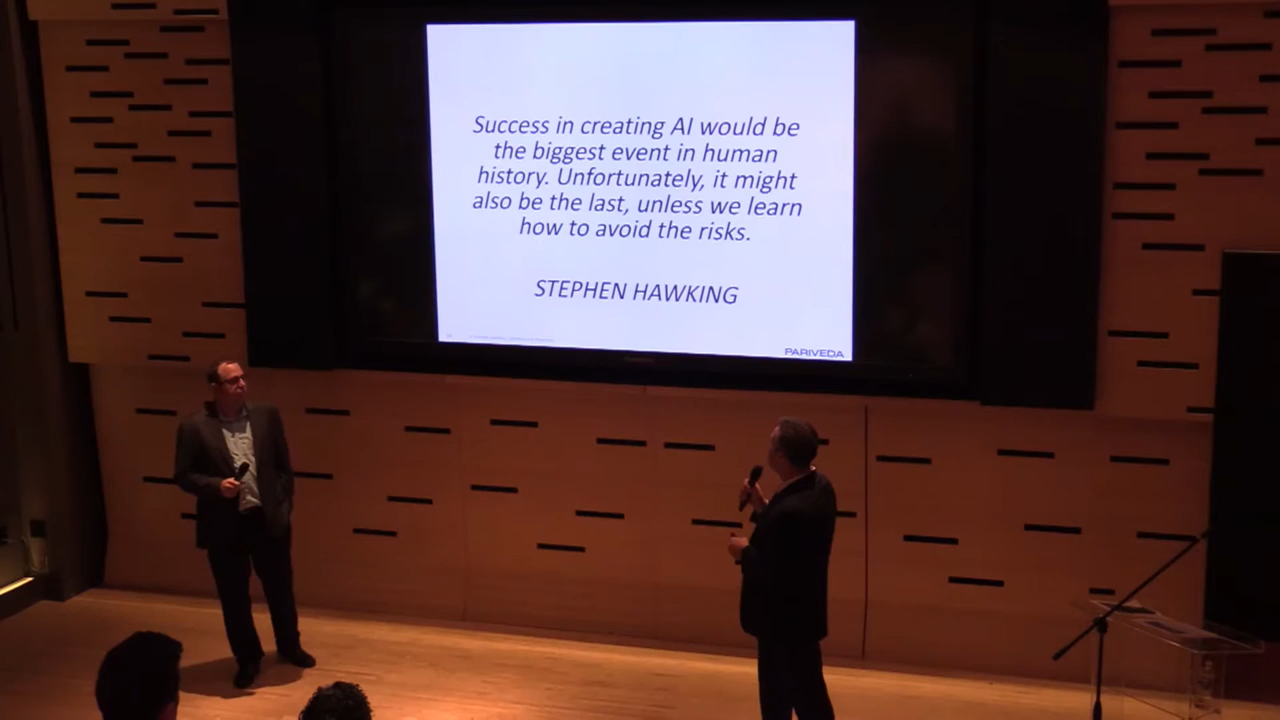 Success in creating AI would be
the biggest event in human
history. Unfortunately, it might
also be the last, unless we learn
how to avoid the risks.
STEPHEN HAWKING
PARIVEDA